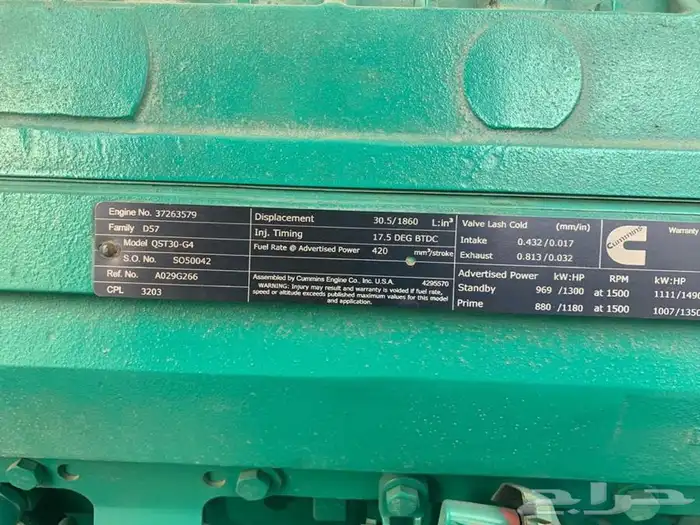 Engine No. 37263579
Family D57
Model QST30-G4
S.O. No. SO50042
Ref. No. A029G266
CPL 3203
Displacement 30.5/1860 L:in³
Inj. Timing 17.5 DEG BTDC
Fuel Rate @ Advertised Power 420 mm³/stroke
Assembled by Cummins Engine Co., Inc. U.S.A. 4295570
WARNING: Injury may result and warranty is voided if fuel rate,
speed or altitude exceeds published maximum values for this model
and application.
Valve Lash Cold (mm/in)
Intake 0.432/0.017
Exhaust 0.813/0.032
Cummins
Warranty
Advertised Power kW:HP RPM kW:HP
Standby 969 /1300 at 1500 1111/149
Prime 880 /1180 at 1500 1007/1350
حراج